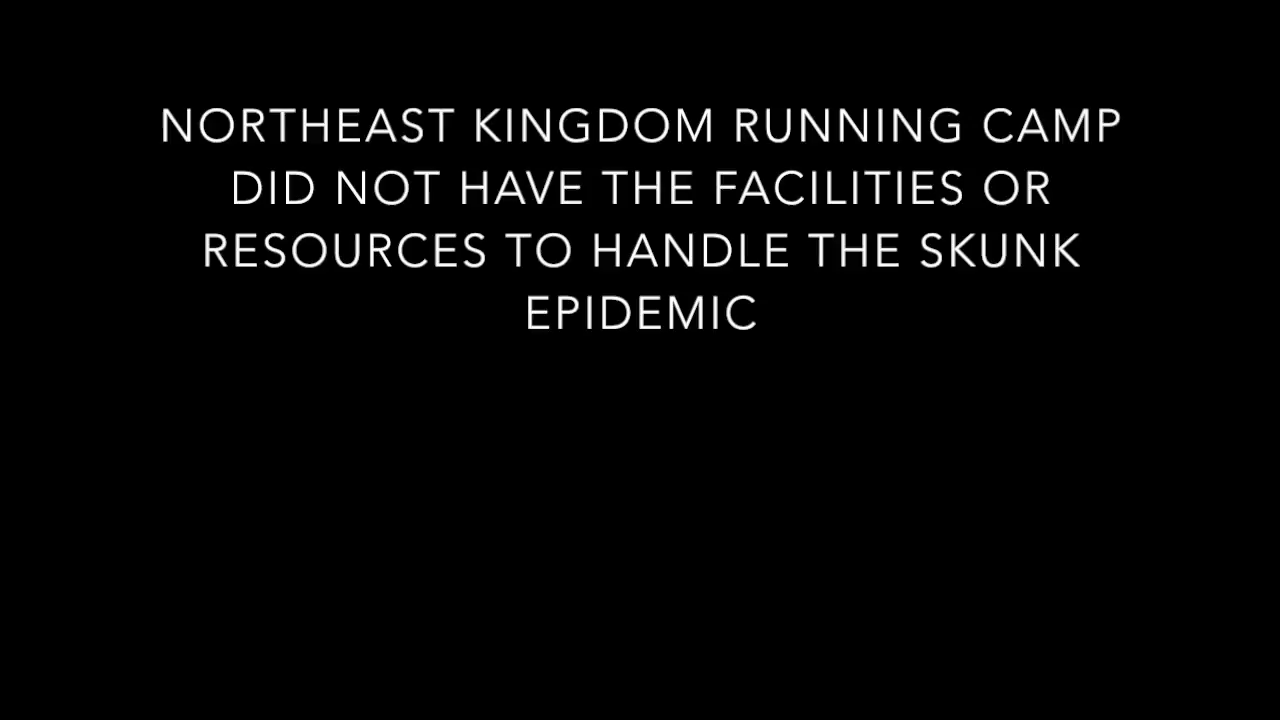 NORTHEAST KINGDOM RUNNING CAMP
DID NOT HAVE THE FACILITIES OR
RESOURCES TO HANDLE THE SKUNK
EPIDEMIC